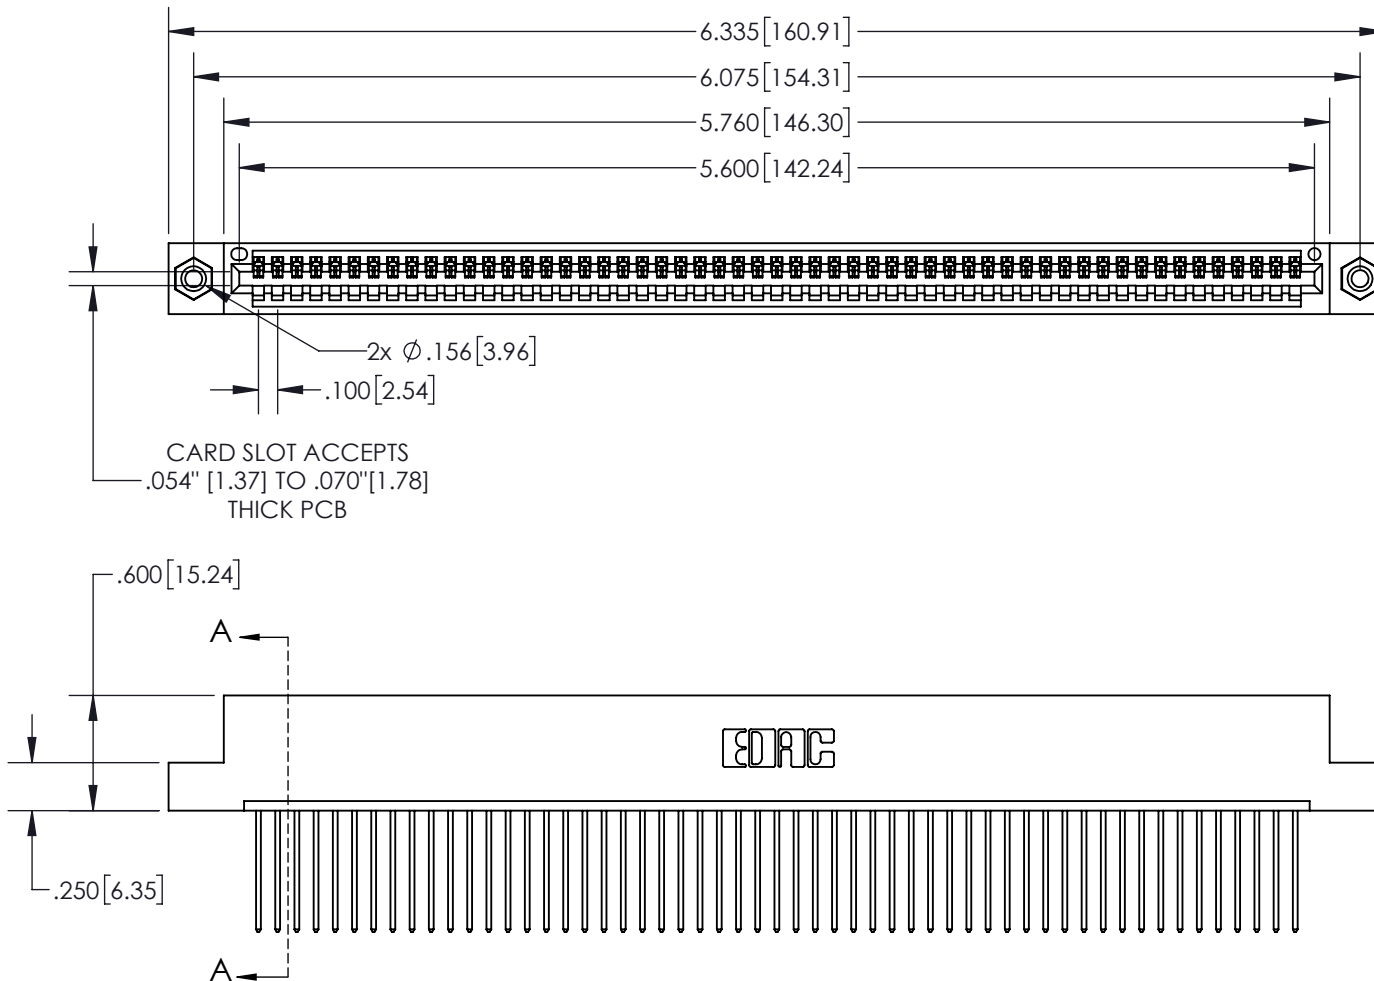 6.335[160.91]
6.075[154.31]
5.760[146.30]
5.600[142.24]
2x Ø.156[3.96]
.100[2.54]
CARD SLOT ACCEPTS
.054" [1.37] TO .070"[1.78]
THICK PCB
.600[15.24]
A
EDAC
.250[6.35]
A